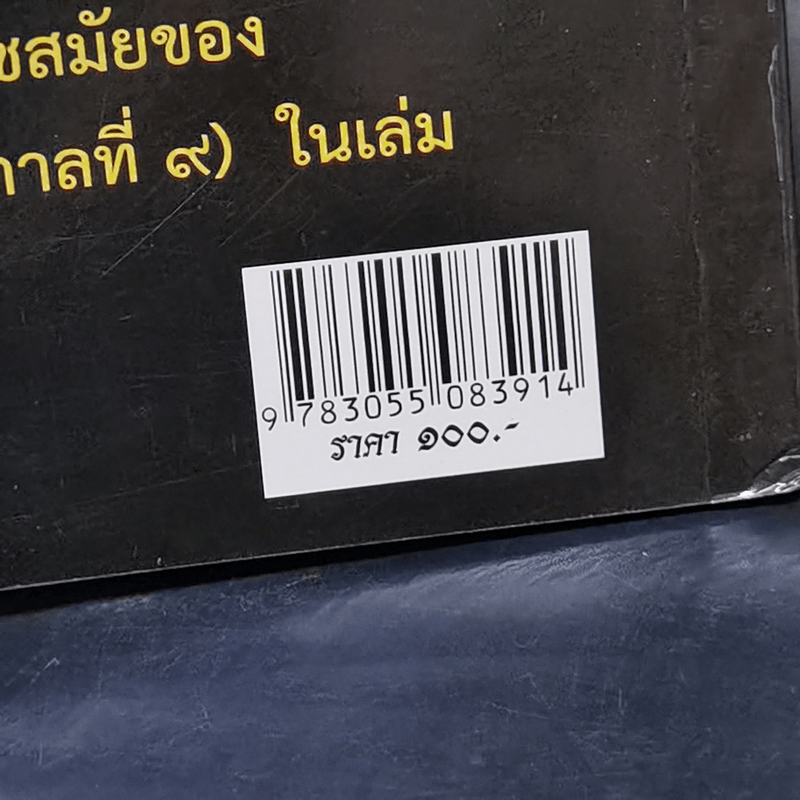 ชสมัยของ
กาลที่ ๙) ในเล่ม
9 783055 083914
ราคา ๑๐๐.-